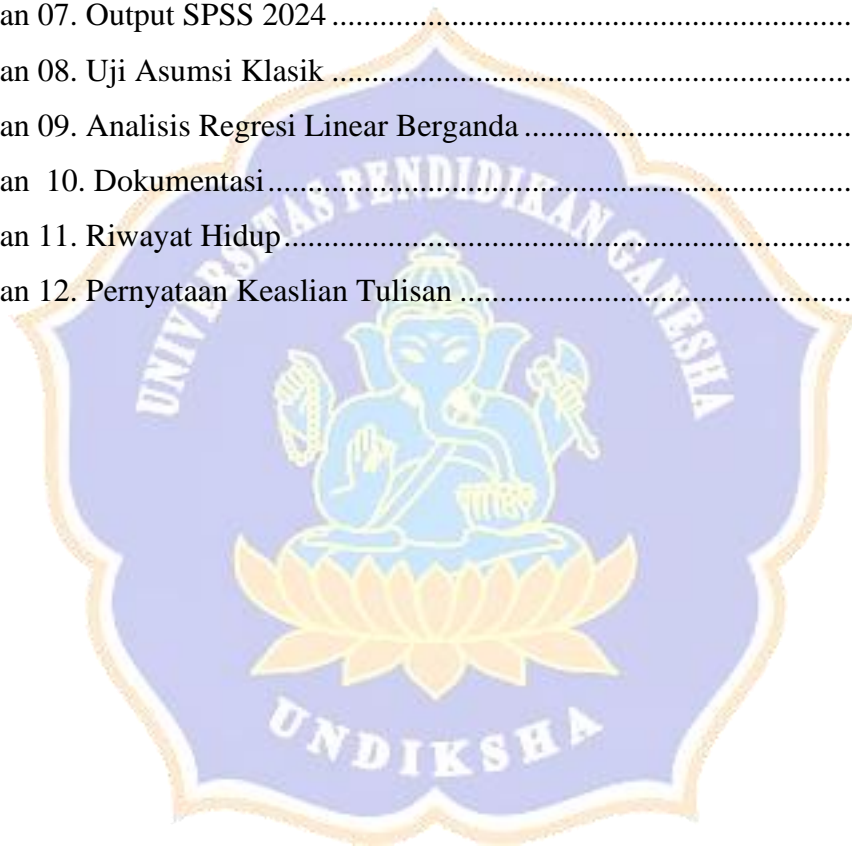 an 07. Output SPSS 2024 ........................................................................
an 08. Uji Asumsi Klasik ........................................................................
an 09. Analisis Regresi Linear Berganda ..............................................
an  10. Dokumentasi ...............................................................................
an 11. Riwayat Hidup .............................................................................
an 12. Pernyataan Keaslian Tulisan ......................................................
UNIVERSITAS PENDIDIKAN GANESHA
UNDIKSHA